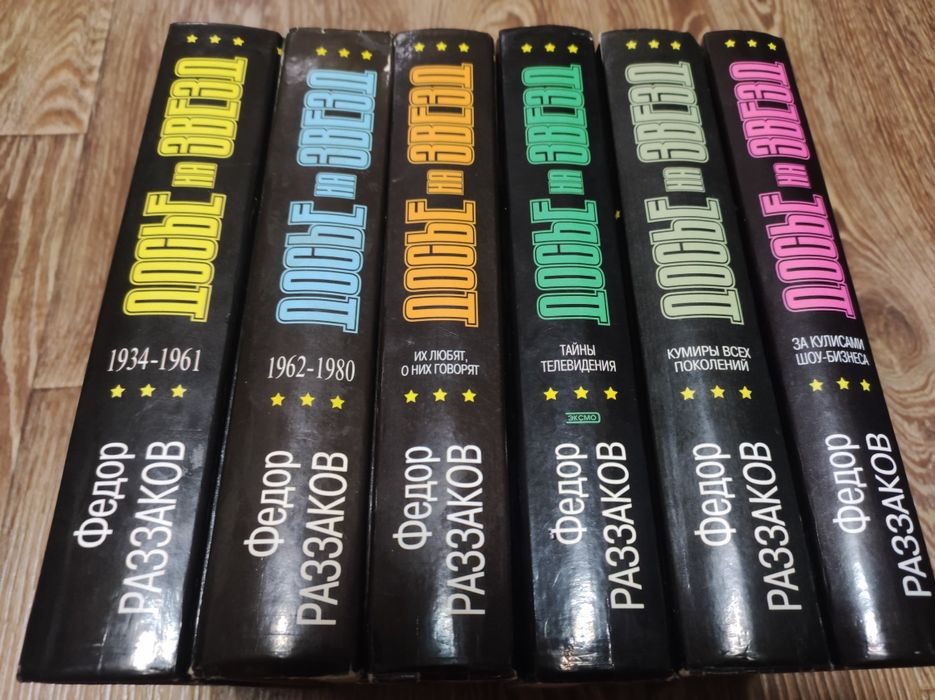 ДОСЬЕ НА ЗВЕЗД
1934-1961
Федор
РАЗЗАКОВ
ДОСЬЕ НА ЗВЕЗД
1962-1980
Федор
РАЗЗАКОВ
ДОСЬЕ НА ЗВЕЗД
ИХ ЛЮБЯТ,
О НИХ ГОВОРЯТ
Федор
РАЗЗАКОВ
ДОСЬЕ НА ЗВЕЗД
ТАЙНЫ
ТЕЛЕВИДЕНИЯ
ЭКСМО
Федор
РАЗЗАКОВ
ДОСЬЕ НА ЗВЕЗД
КУМИРЫ ВСЕХ
ПОКОЛЕНИЙ
Федор
РАЗЗАКОВ
ДОСЬЕ НА ЗВЕЗД
ЗА КУЛИСАМИ
ШОУ-БИЗНЕСА
Федор
РАЗЗАКОВ